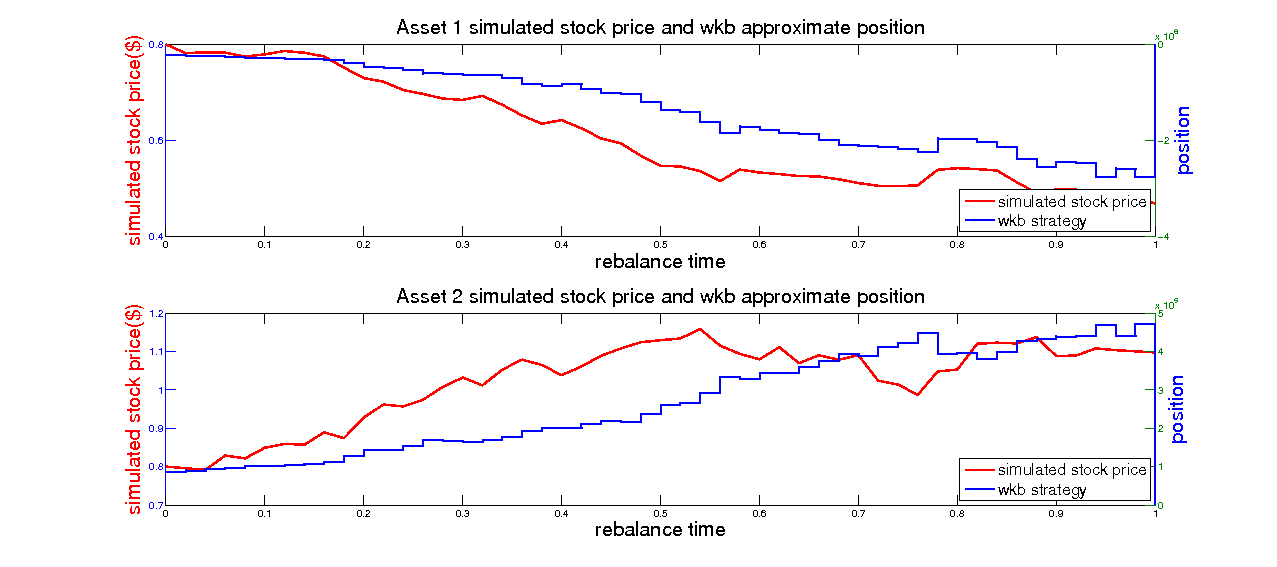 Asset 1 simulated stock price and wkb approximate position
simulated stock price($)
0.8
0.6
0.4
0 0.1 0.2 0.3 0.4 0.5 0.6 0.7 0.8 0.9 1
rebalance time
0
-2
-4
position
simulated stock price
wkb strategy
Asset 2 simulated stock price and wkb approximate position
simulated stock price($)
1.2
1.1
1
0.9
0.8
0.7
0 0.1 0.2 0.3 0.4 0.5 0.6 0.7 0.8 0.9 1
rebalance time
5
4
3
2
1
0
position
simulated stock price
wkb strategy